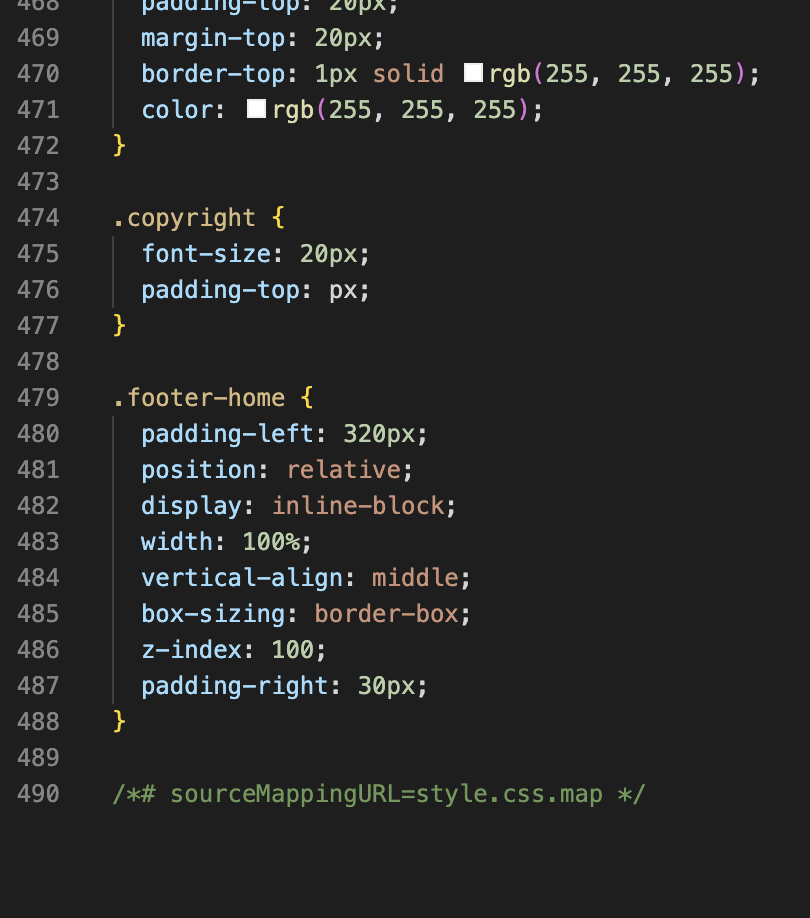 468 padding-top: 20px;
469 margin-top: 20px;
470 border-top: 1px solid rgb(255, 255, 255);
471 color: rgb(255, 255, 255);
472 }
473
474 .copyright {
475 font-size: 20px;
476 padding-top: px;
477 }
478
479 .footer-home {
480 padding-left: 320px;
481 position: relative;
482 display: inline-block;
483 width: 100%;
484 vertical-align: middle;
485 box-sizing: border-box;
486 z-index: 100;
487 padding-right: 30px;
488 }
489
490 /*# sourceMappingURL=style.css.map */